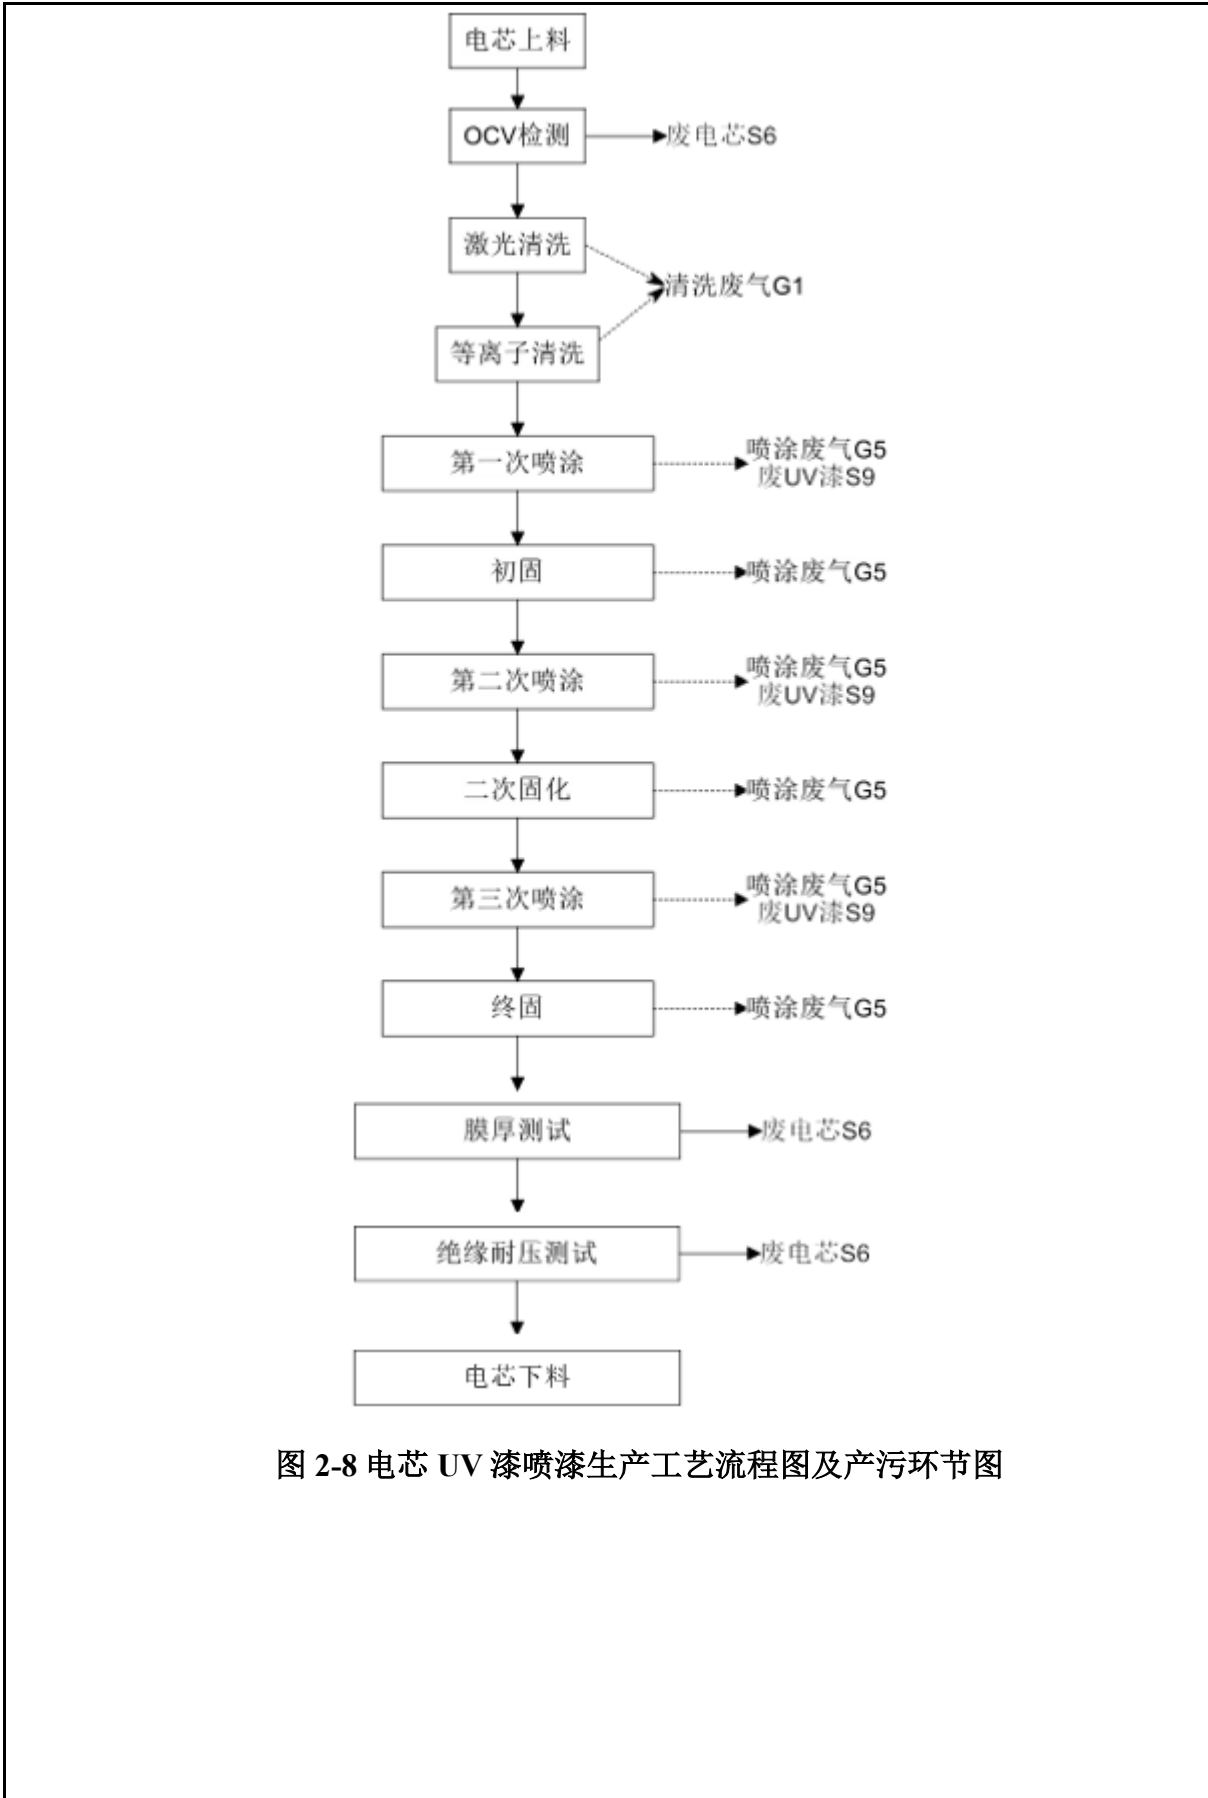 电芯上料
OCV检测
废电芯S6
激光清洗
清洗废气G1
等离子清洗
第一次喷涂
喷涂废气G5
废UV漆S9
初固
喷涂废气G5
第二次喷涂
喷涂废气G5
废UV漆S9
二次固化
喷涂废气G5
第三次喷涂
喷涂废气G5
废UV漆S9
终固
喷涂废气G5
膜厚测试
废电芯S6
绝缘耐压测试
废电芯S6
电芯下料
图 2-8 电芯 UV 漆喷漆生产工艺流程图及产污环节图